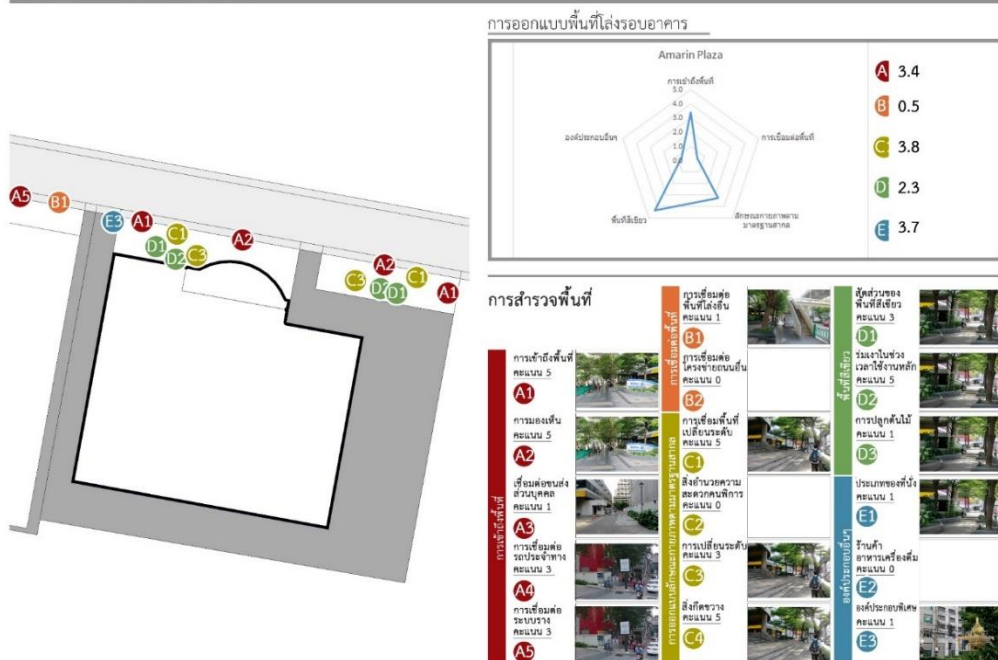 การออกแบบพื้นที่โล่งรอบอาคาร
Amarin Plaza
การเข้าถึงพื้นที่
5.0
4.0
3.0
2.0
1.0
0.0
การเชื่อมต่อพื้นที่
ลักษณะกายภาพตาม
มาตรฐานสากล
พื้นที่สีเขียว
องค์ประกอบอื่นๆ
A 3.4
B 0.5
C 3.8
D 2.3
E 3.7
A5
B1
E3
A1
C1
D1
D2
C3
A2
A2
C3
C1
D2
D1
A1
การสำรวจพื้นที่
การเข้าถึงพื้นที่
การเข้าถึงพื้นที่
คะแนน 5
A1
การมองเห็น
คะแนน 5
A2
เชื่อมต่อขนส่ง
ส่วนบุคคล
คะแนน 1
A3
การเชื่อมต่อ
รถประจำทาง
คะแนน 3
A4
การเชื่อมต่อ
ระบบราง
คะแนน 3
A5
การเชื่อมต่อพื้นที่
การเชื่อมต่อ
พื้นที่โล่งอื่น
คะแนน 1
B1
การเชื่อมต่อ
โครงข่ายถนนอื่น
คะแนน 0
B2
การออกแบบลักษณะกายภาพตามมาตรฐานสากล
การเชื่อมพื้นที่
เปลี่ยนระดับ
คะแนน 5
C1
สิ่งอำนวยความ
สะดวกคนพิการ
คะแนน 0
C2
การเปลี่ยนระดับ
คะแนน 3
C3
สิ่งกีดขวาง
คะแนน 5
C4
พื้นที่สีเขียว
สัดส่วนของ
พื้นที่สีเขียว
คะแนน 3
D1
ร่มเงาในช่วง
เวลาใช้งานหลัก
คะแนน 5
D2
การปลูกต้นไม้
คะแนน 1
D3
องค์ประกอบอื่นๆ
ประเภทของที่นั่ง
คะแนน 1
E1
ร้านค้า
อาหารเครื่องดื่ม
คะแนน 0
E2
องค์ประกอบพิเศษ
คะแนน 1
E3